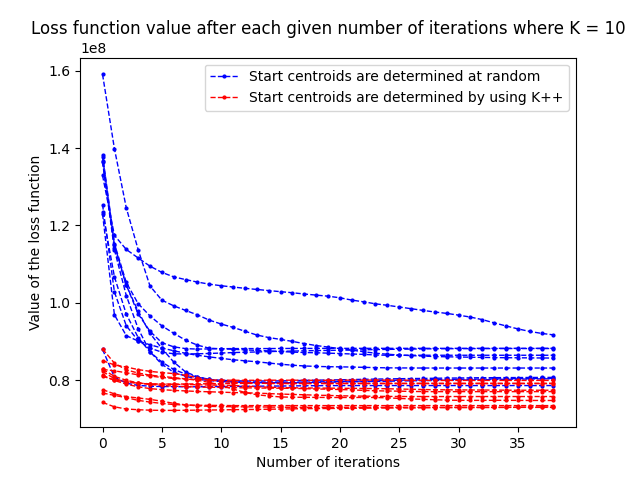 Loss function value after each given number of iterations where K = 10
1e8
1.6
1.4
1.2
1.0
0.8
Value of the loss function
Start centroids are determined at random
Start centroids are determined by using K++
0 5 10 15 20 25 30 35
Number of iterations